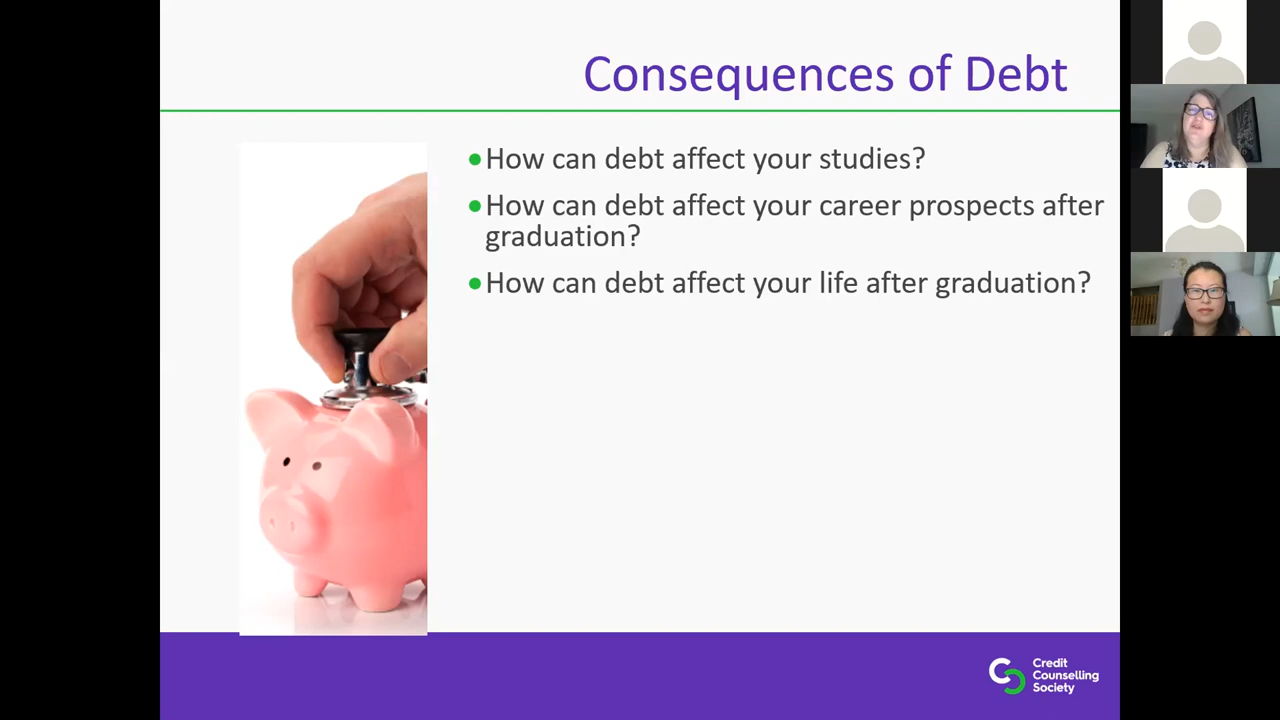 Consequences of Debt
•How can debt affect your studies?
•How can debt affect your career prospects after
graduation?
•How can debt affect your life after graduation?
Credit
Counselling
Society